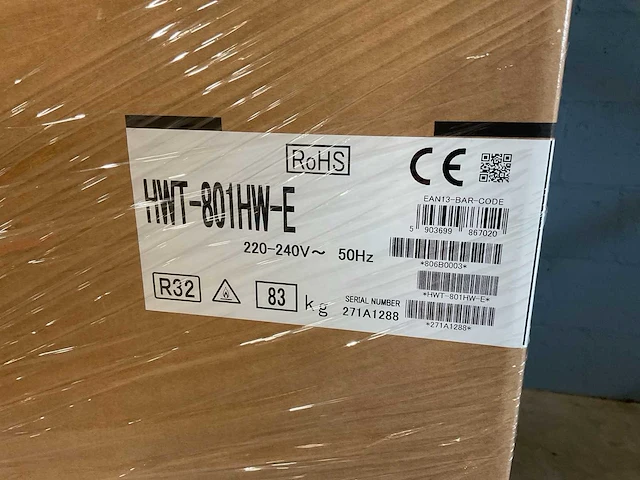 RoHS
CE
HWT-801HW-E
EAN13-BAR-CODE
5 903699 867020
220-240V~ 50Hz
*806B0003*
R32
83 kg
*HWT-801HW-E*
SERIAL NUMBER
271A1288
*271A1288*